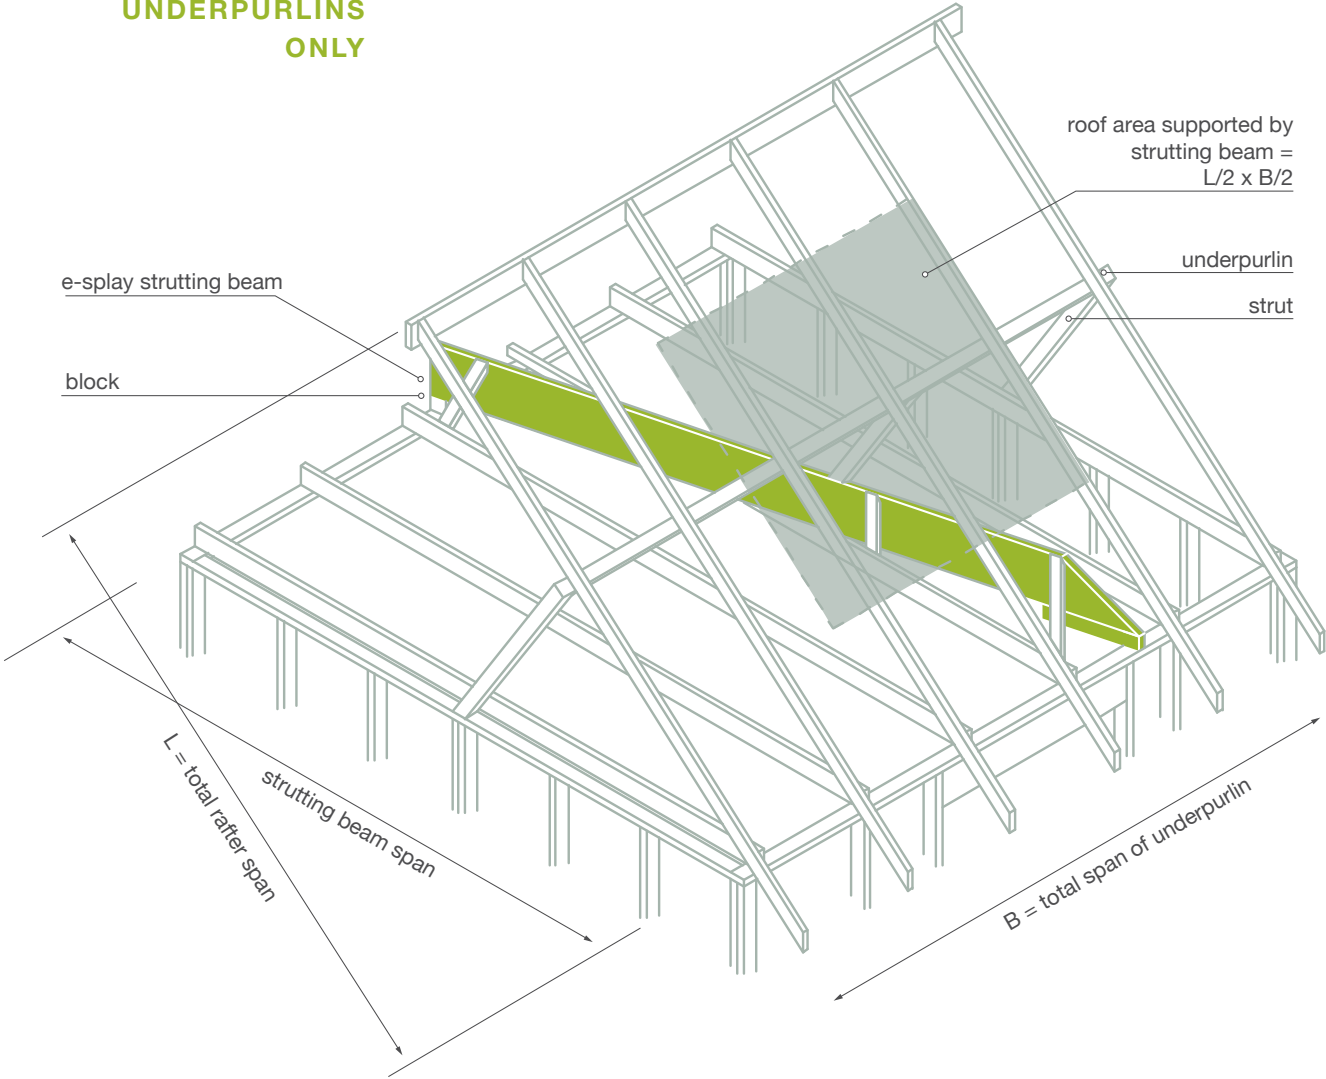 UNDERPURLINS
ONLY
roof area supported by
strutting beam =
L/2 x B/2
underpurlin
strut
e-splay strutting beam
block
L = total rafter span
strutting beam span
B = total span of underpurlin